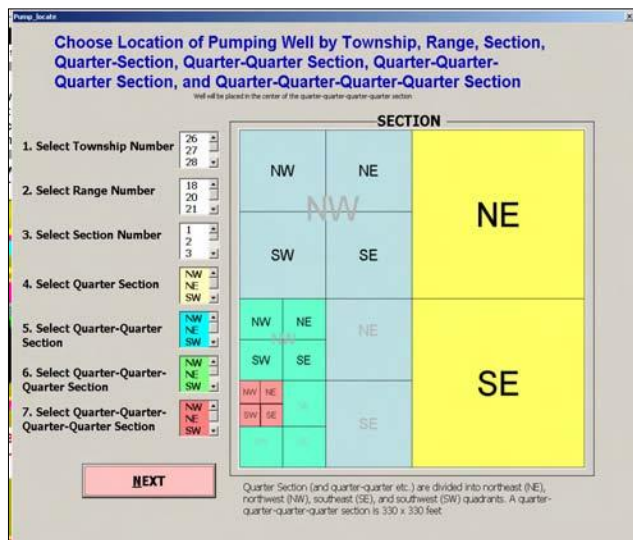 Pump_locate
Choose Location of Pumping Well by Township, Range, Section,
Quarter-Section, Quarter-Quarter Section, Quarter-Quarter-
Quarter Section, and Quarter-Quarter-Quarter-Quarter Section
Well will be placed in the center of the quarter-quarter-quarter-quarter section
SECTION
1. Select Township Number
26
27
28
2. Select Range Number
18
20
21
3. Select Section Number
1
2
3
4. Select Quarter Section
NW
NE
SW
5. Select Quarter-Quarter
Section
NW
NE
SW
6. Select Quarter-Quarter-
Quarter Section
NW
NE
SW
7. Select Quarter-Quarter-
Quarter-Quarter Section
NW
NE
SW
NEXT
NW NE
NW
SW SE
NE
NW NE
NW
SW SE
NE
NW NE
SW SE
SE
SE
Quarter Section (and quarter-quarter etc.) are divided into northeast (NE),
northwest (NW), southeast (SE), and southwest (SW) quadrants. A quarter-
quarter-quarter-quarter section is 330 x 330 feet